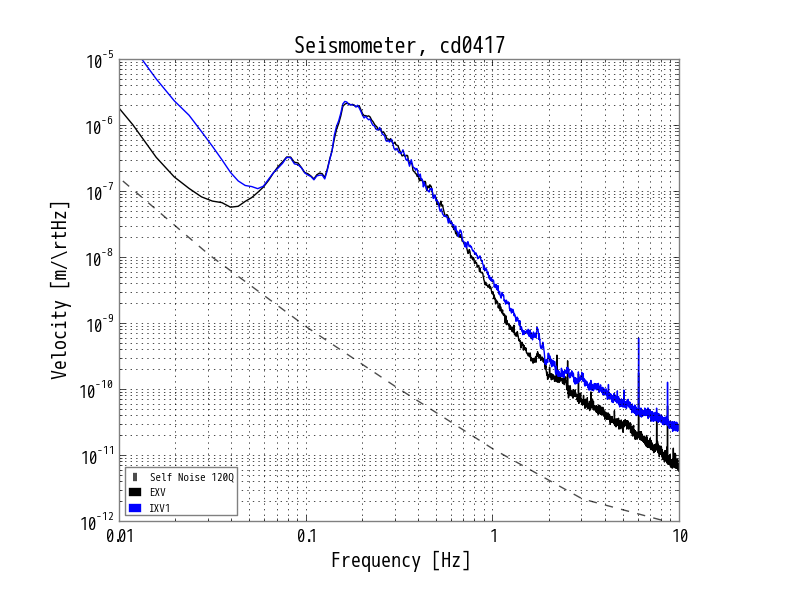 Seismometer, cd0417
10^-5
10^-6
10^-7
10^-8
10^-9
10^-10
10^-11
10^-12
Velocity [m/\rtHz]
Self Noise 120Q
EXV
IXV1
0.01 0.1 1 10
Frequency [Hz]